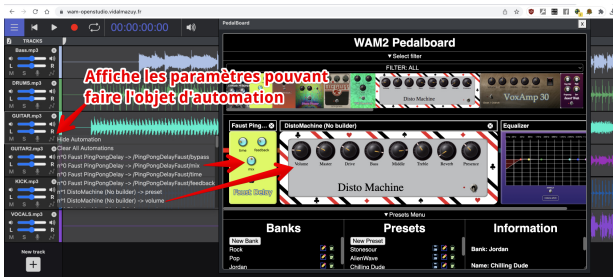 wam-openstudio.vidalmazuy.fr
00:00:00:00
PedalBoard
X
TRACKS
Bass.mp3
L R
M S
DRUMS.mp3
L R
M S
GUITAR.mp3
L R
M S
GUITAR2.mp3
L R
M S
KICK.mp3
L R
M S
VOCALS.mp3
L R
M S
New track
+
Affiche les paramètres pouvant
faire l'objet d'automation
Hide Automation
Clear All Automations
n°0 Faust PingPongDelay -> /PingPongDelayFaust/bypass
n°0 Faust PingPongDelay -> /PingPongDelayFaust/mix
n°0 Faust PingPongDelay -> /PingPongDelayFaust/time
n°0 Faust PingPongDelay -> /PingPongDelayFaust/feedback
n°1 DistoMachine (No builder) -> preset
n°1 DistoMachine (No builder) -> volume
WAM2 Pedalboard
▼Select filter
FILTER: ALL
Disto Machine
VoxAmp 30
Faust Ping...
time feedback
mix
Faust Delay
DistoMachine (No builder)
Volume Master Drive Bass Middle Treble Reverb Presence
Disto Machine
Equalizer
▼Presets Menu
Banks
New Bank
Rock
Pop
Jordan
Presets
New Preset
Stonesour
AlienWave
Chilling Dude
Information
Bank: Jordan
Name: Chilling Dude